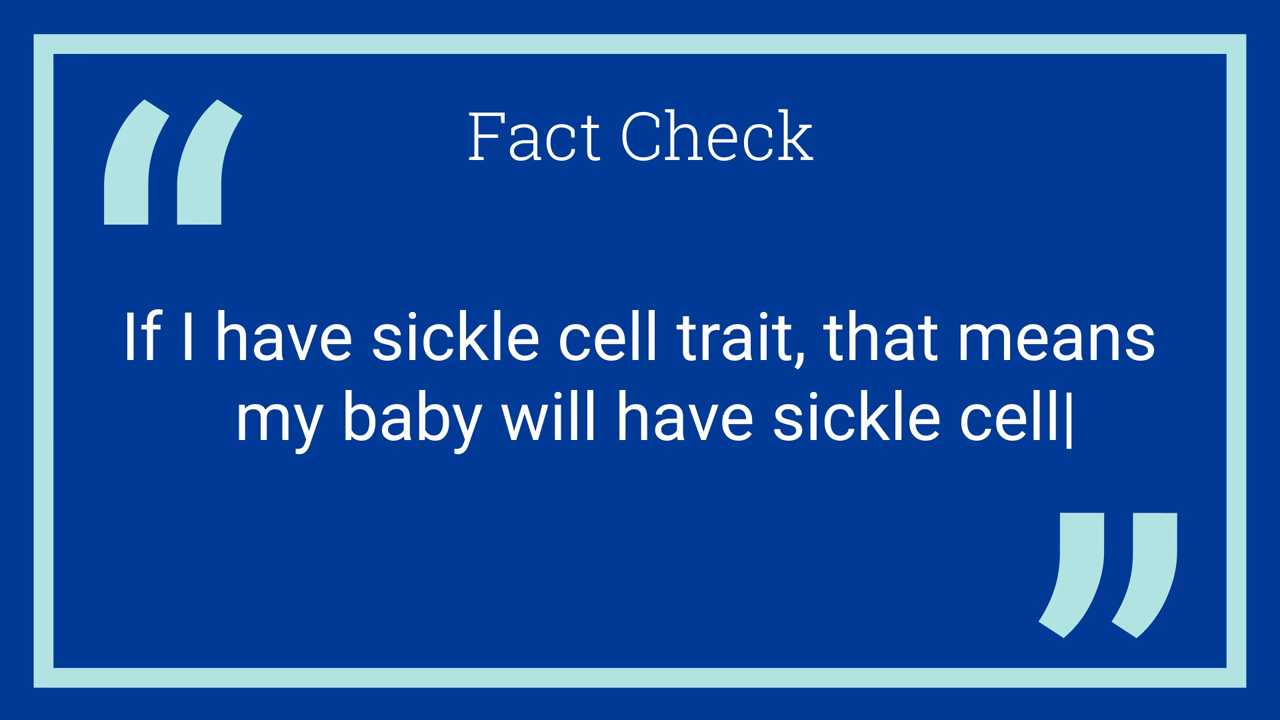 Fact Check
If I have sickle cell trait, that means
my baby will have sickle cell|